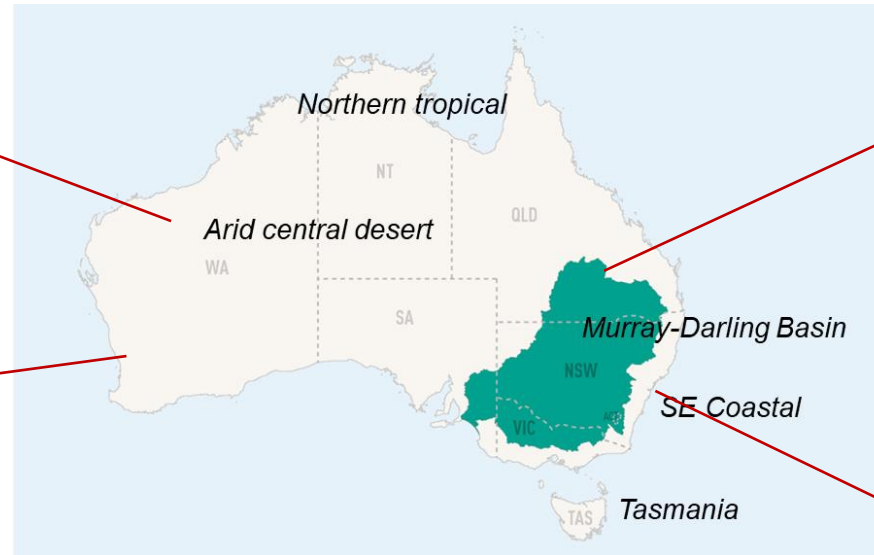 Northern tropical
NT
QLD
Arid central desert
WA
SA
Murray-Darling Basin
NSW
SE Coastal
ACT
VIC
TAS
Tasmania